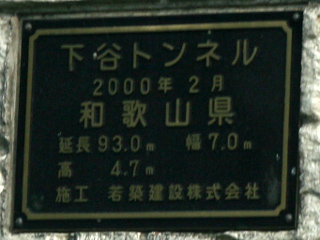 下谷トンネル
2000年2月
和歌山県
延長93.0m 幅7.0m
高 4.7m
施工 若築建設株式会社